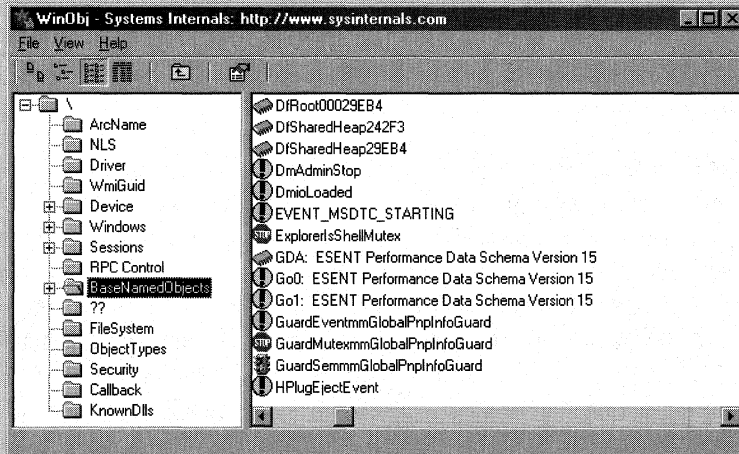 WinObj - Systems Internals: http://www.sysinternals.com
File View Help
\
ArcName
NLS
Driver
WmiGuid
Device
Windows
Sessions
RPC Control
BaseNamedObjects
??
FileSystem
ObjectTypes
Security
Callback
KnownDlls
DfRoot00029EB4
DfSharedHeap242F3
DfSharedHeap29EB4
DmAdminStop
DmioLoaded
EVENT_MSDTC_STARTING
ExplorerIsShellMutex
GDA: ESENT Performance Data Schema Version 15
Go0: ESENT Performance Data Schema Version 15
Go1: ESENT Performance Data Schema Version 15
GuardEventmmGlobalPnpInfoGuard
GuardMutexmmGlobalPnpInfoGuard
GuardSemmmGlobalPnpInfoGuard
HPlugEjectEvent